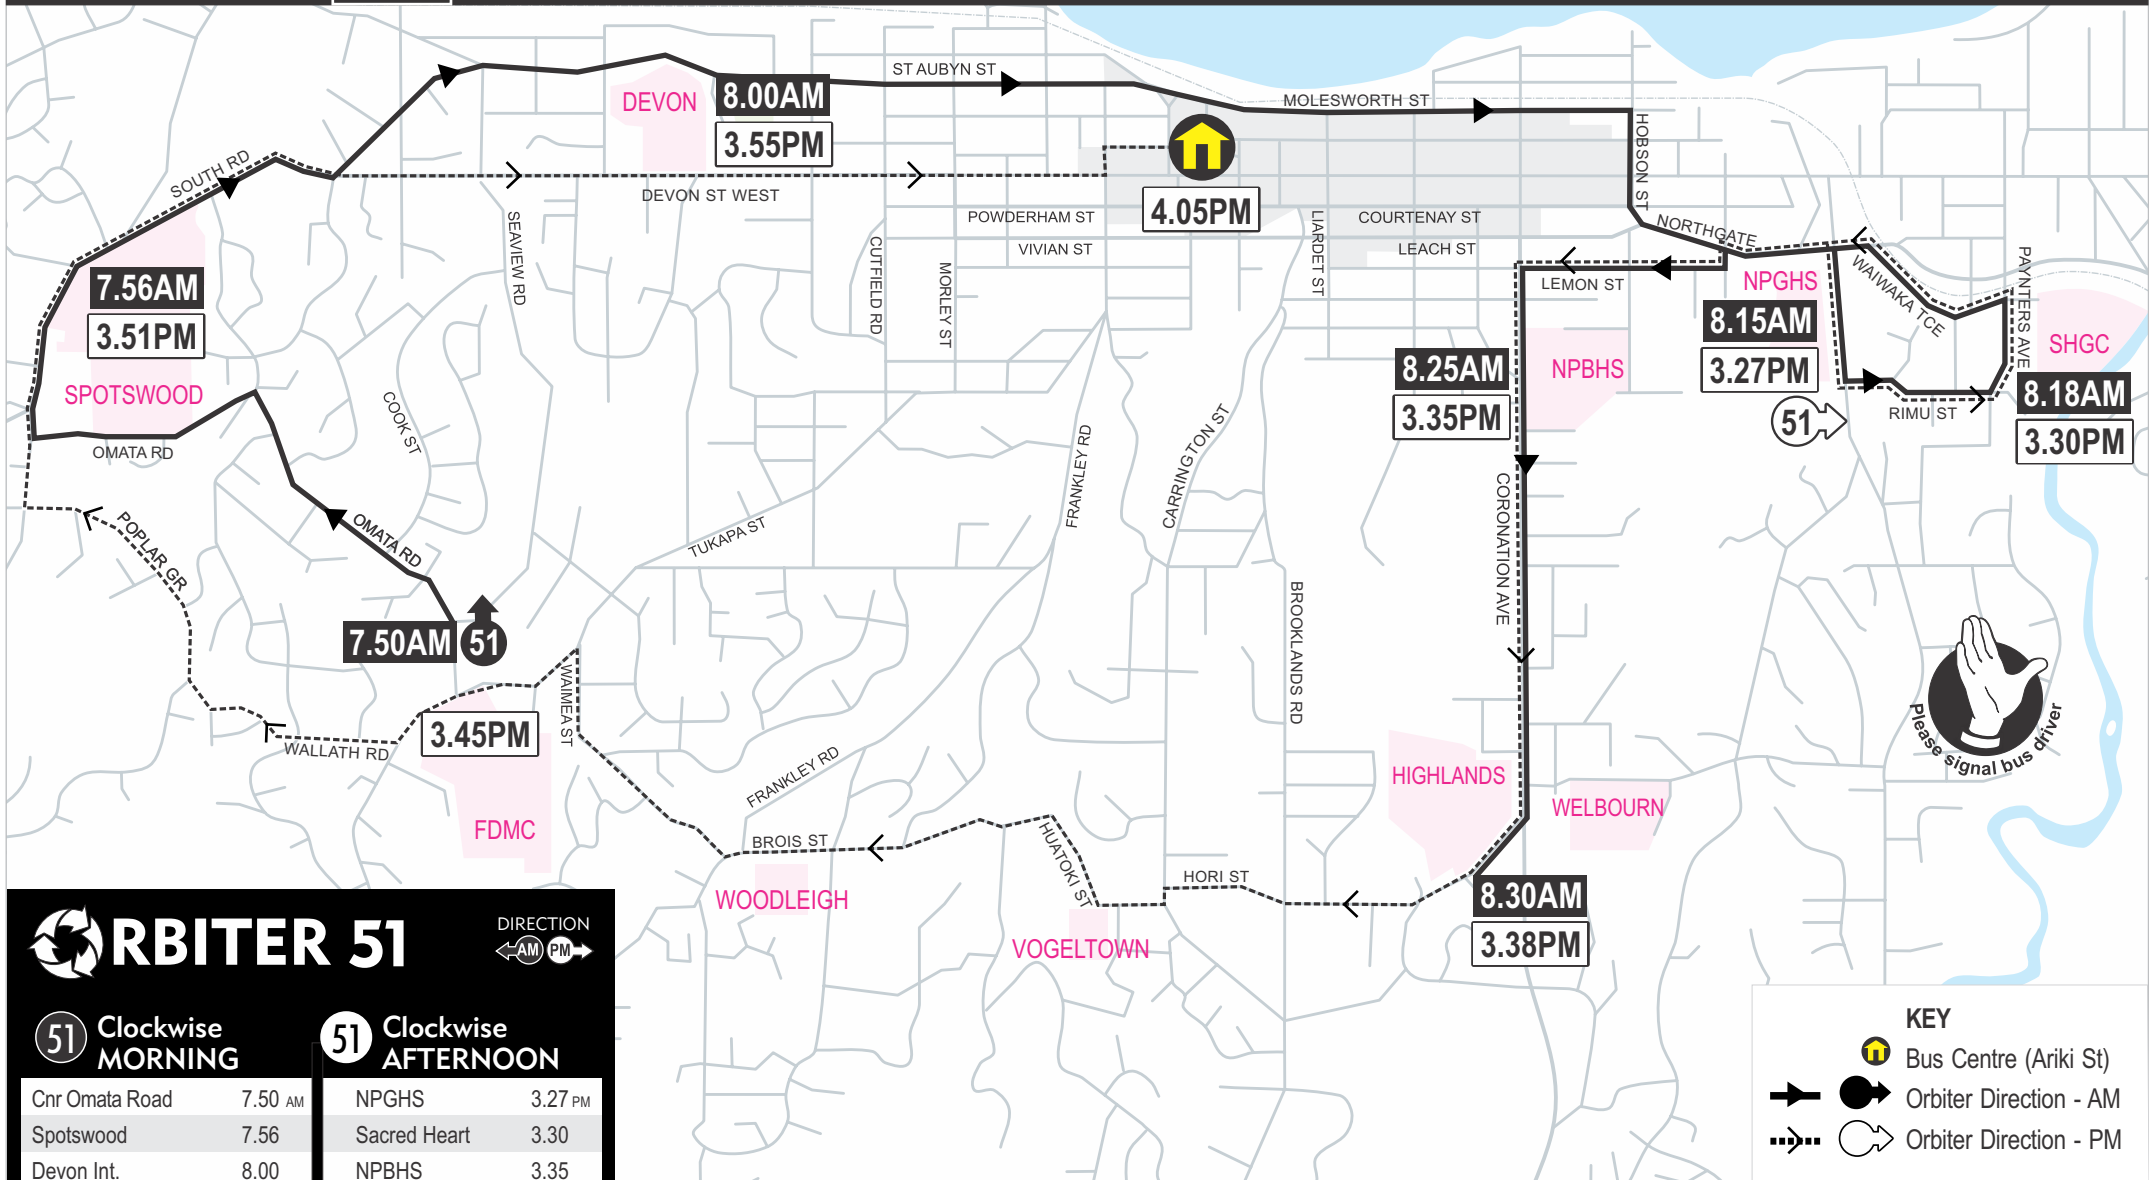 ST AUBYN ST
MOLESWORTH ST
DEVON
8.00AM
3.55PM
HOBSON ST
SOUTH RD
DEVON ST WEST
4.05PM
SEAVIEW RD
POWDERHAM ST
VIVIAN ST
LIARDET ST
COURTENAY ST
LEACH ST
NORTHGATE
CUTFIELD RD
MORLEY ST
LEMON ST
NPGHS
WAIWAKA TCE
PAYNTERS AVE
SHGC
7.56AM
3.51PM
SPOTSWOOD
8.15AM
3.27PM
8.25AM
3.35PM
NPBHS
8.18AM
3.30PM
51
RIMU ST
COOK ST
OMATA RD
FRANKLEY RD
CARRINGTON ST
CORONATION AVE
POPLAR GR
OMATA RD
TUKAPA ST
BROOKLANDS RD
7.50AM
51
WAIMEA ST
3.45PM
WALLATH RD
Please signal bus driver
FRANKLEY RD
HIGHLANDS
WELBOURN
FDMC
BROIS ST
HUATOKI ST
WOODLEIGH
HORI ST
VOGELTOWN
8.30AM
3.38PM
RBITER 51
DIRECTION
AM PM
51 Clockwise
MORNING
51 Clockwise
AFTERNOON
Cnr Omata Road 7.50 AM
Spotswood 7.56
Devon Int. 8.00
NPGHS 3.27 PM
Sacred Heart 3.30
NPBHS 3.35
KEY
Bus Centre (Ariki St)
Orbiter Direction - AM
Orbiter Direction - PM